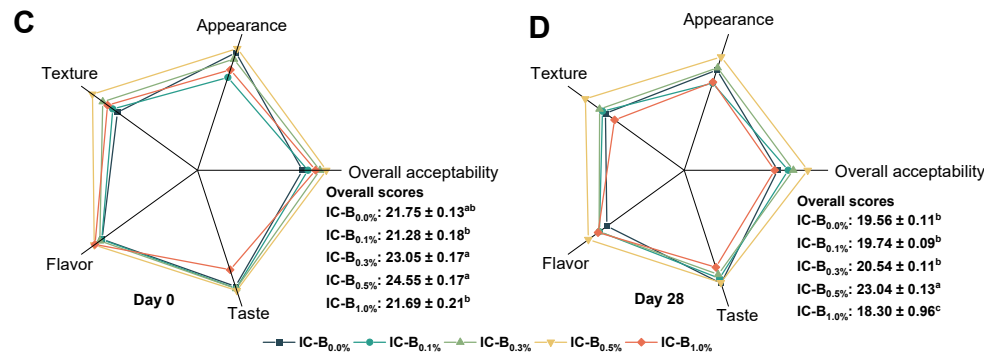 C
Appearance
Texture
Overall acceptability
Flavor
Taste
Day 0
Overall scores
IC-B0.0%: 21.75 ± 0.13ab
IC-B0.1%: 21.28 ± 0.18b
IC-B0.3%: 23.05 ± 0.17a
IC-B0.5%: 24.55 ± 0.17a
IC-B1.0%: 21.69 ± 0.21b
D
Appearance
Texture
Overall acceptability
Flavor
Taste
Day 28
Overall scores
IC-B0.0%: 19.56 ± 0.11b
IC-B0.1%: 19.74 ± 0.09b
IC-B0.3%: 20.54 ± 0.11b
IC-B0.5%: 23.04 ± 0.13a
IC-B1.0%: 18.30 ± 0.96c
IC-B0.0% IC-B0.1% IC-B0.3% IC-B0.5% IC-B1.0%